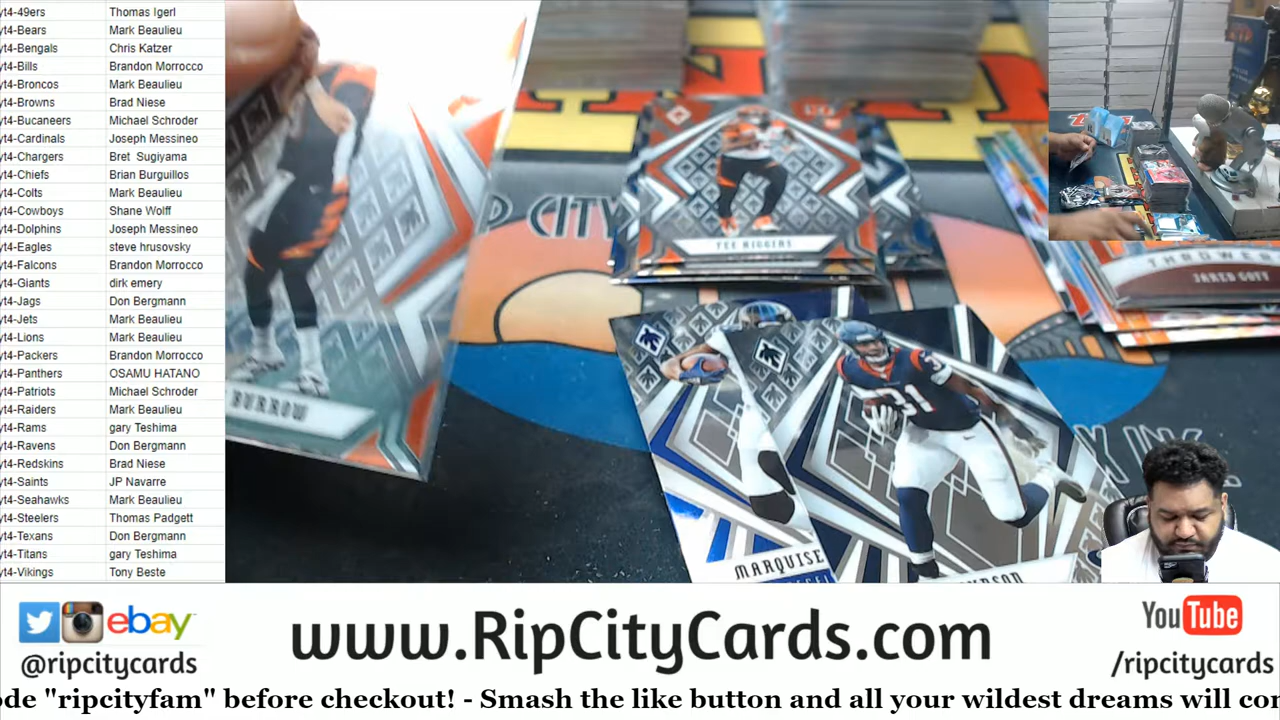 yt4-49ers Thomas Igerl
yt4-Bears Mark Beaulieu
yt4-Bengals Chris Katzer
yt4-Bills Brandon Morrocco
yt4-Broncos Mark Beaulieu
yt4-Browns Brad Niese
yt4-Bucaneers Michael Schroder
yt4-Cardinals Joseph Messineo
yt4-Chargers Bret Sugiyama
yt4-Chiefs Brian Burguillos
yt4-Colts Mark Beaulieu
yt4-Cowboys Shane Wolff
yt4-Dolphins Joseph Messineo
yt4-Eagles steve hrusovsky
yt4-Falcons Brandon Morrocco
yt4-Giants dirk emery
yt4-Jags Don Bergmann
yt4-Jets Mark Beaulieu
yt4-Lions Mark Beaulieu
yt4-Packers Brandon Morrocco
yt4-Panthers OSAMU HATANO
yt4-Patriots Michael Schroder
yt4-Raiders Mark Beaulieu
yt4-Rams gary Teshima
yt4-Ravens Don Bergmann
yt4-Redskins Brad Niese
yt4-Saints JP Navarre
yt4-Seahawks Mark Beaulieu
yt4-Steelers Thomas Padgett
yt4-Texans Don Bergmann
yt4-Titans gary Teshima
yt4-Vikings Tony Beste
BURROW
P CITY
TEE HIGGINS
THROWER
JARED GOFF
31
MARQUISE
ebay
@ripcitycards
www.RipCityCards.com
YouTube
/ripcitycards
ode "ripcityfam" before checkout! - Smash the like button and all your wildest dreams will co